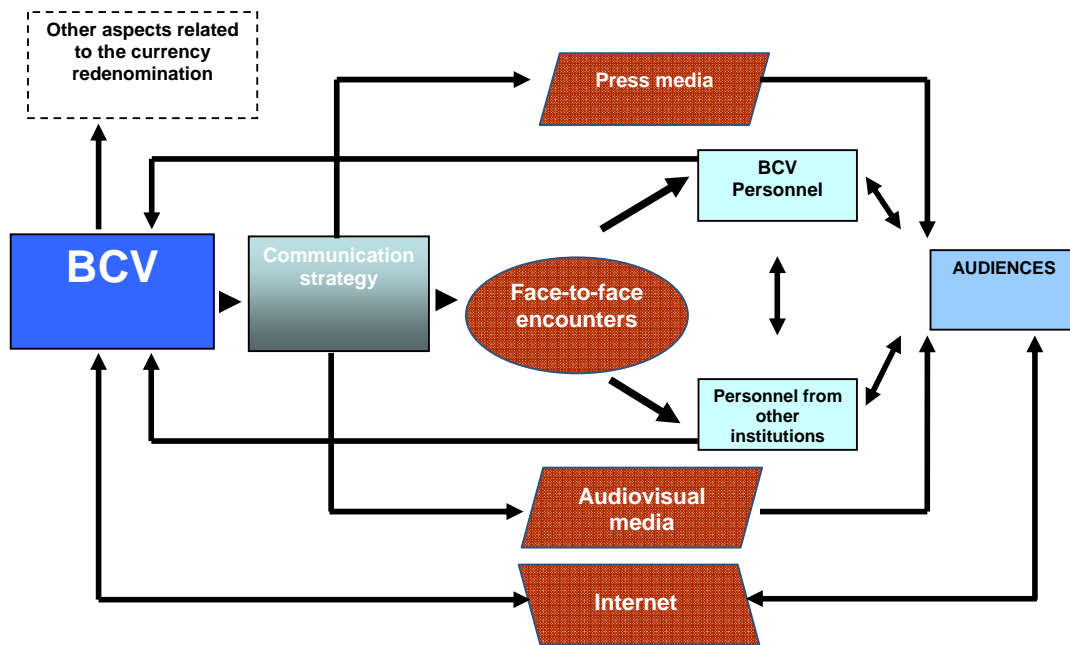 Other aspects related
to the currency
redenomination
Press media
BCV
Personnel
BCV
Communication
strategy
Face-to-face
encounters
AUDIENCES
Personnel from
other
institutions
Audiovisual
media
Internet